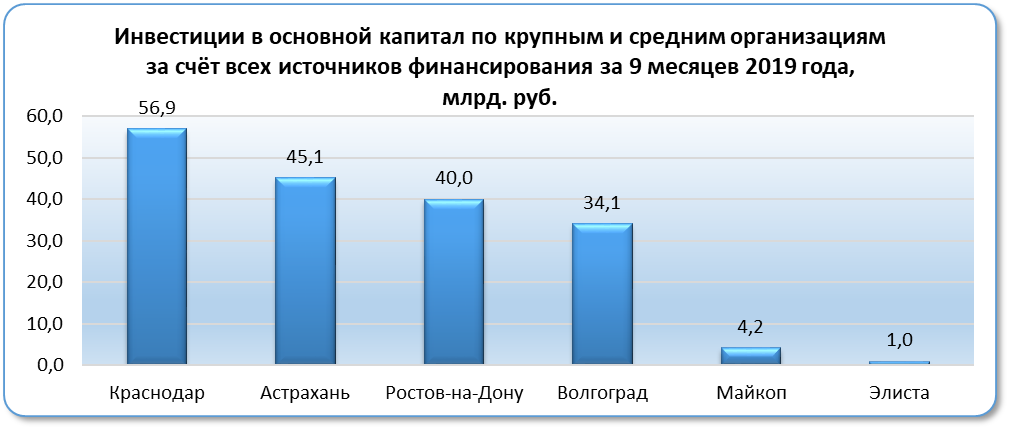 Инвестиции в основной капитал по крупным и средним организациям
за счёт всех источников финансирования за 9 месяцев 2019 года,
млрд. руб.
60,0
50,0
40,0
30,0
20,0
10,0
0,0
56,9
45,1
40,0
34,1
4,2
1,0
Краснодар
Астрахань
Ростов-на-Дону
Волгоград
Майкоп
Элиста